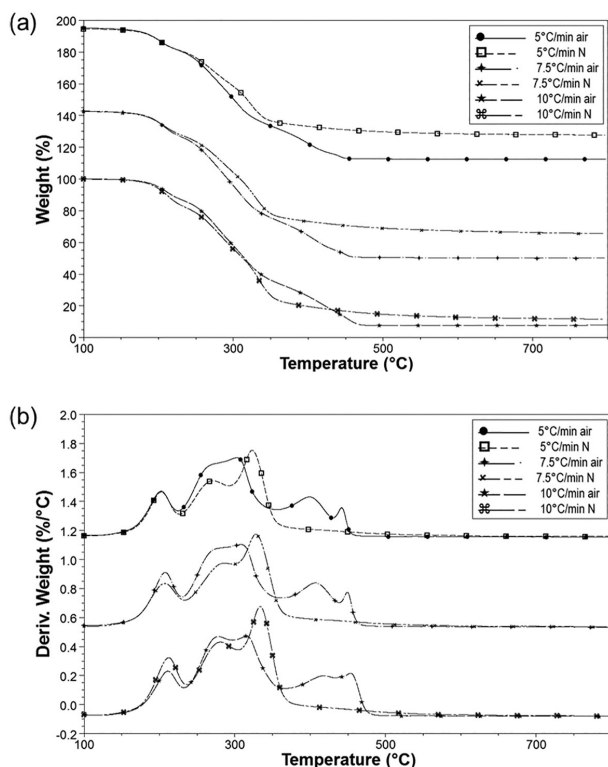 (a)
200
180
160
140
120
100
80
60
40
20
0
Weight (%)
100
300
500
700
Temperature (°C)
5°C/min air
5°C/min N
7.5°C/min air
7.5°C/min N
10°C/min air
10°C/min N
(b)
2.0
1.8
1.6
1.4
1.2
1.0
0.8
0.6
0.4
0.2
0.0
-0.2
Deriv. Weight (%/°C)
100
300
500
700
Temperature (°C)
5°C/min air
5°C/min N
7.5°C/min air
7.5°C/min N
10°C/min air
10°C/min N